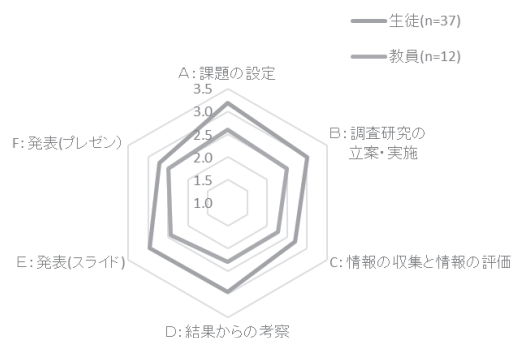 生徒(n=37)
教員(n=12)
A:課題の設定
3.5
3.0
2.5
2.0
1.5
1.0
B:調査研究の
立案・実施
C:情報の収集と情報の評価
D:結果からの考察
E:発表(スライド)
F:発表(プレゼン)